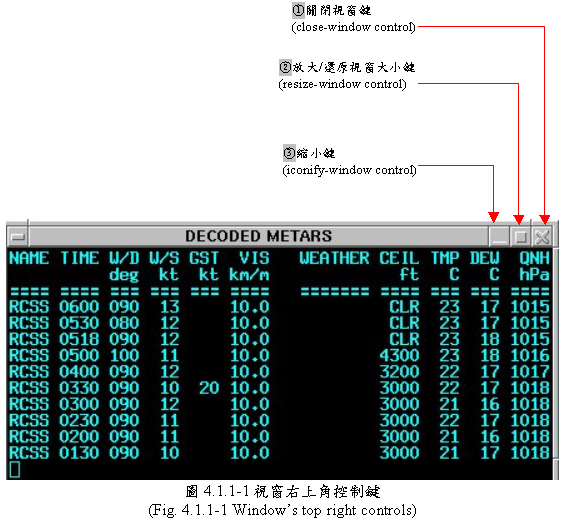 ①關閉視窗鍵
(close-window control)
②放大/還原視窗大小鍵
(resize-window control)
③縮小鍵
(iconify-window control)
DECODED METARS
NAME TIME W/D W/S GST VIS WEATHER CEIL TMP DEW QNH
deg kt kt km/m ft C C hPa
==== ==== === === === ==== ======= ==== === === ====
RCSS 0600 090 13 10.0 CLR 23 17 1015
RCSS 0530 080 12 10.0 CLR 23 17 1015
RCSS 0518 090 12 10.0 CLR 23 18 1015
RCSS 0500 100 11 10.0 4300 23 18 1016
RCSS 0400 090 12 10.0 3200 22 17 1017
RCSS 0330 090 10 20 10.0 3000 22 17 1018
RCSS 0300 090 12 10.0 3000 21 16 1018
RCSS 0230 090 11 10.0 3000 22 17 1018
RCSS 0200 090 11 10.0 3000 21 16 1018
RCSS 0130 090 10 10.0 3000 21 17 1018
圖 4.1.1-1 視窗右上角控制鍵
(Fig. 4.1.1-1 Window's top right controls)